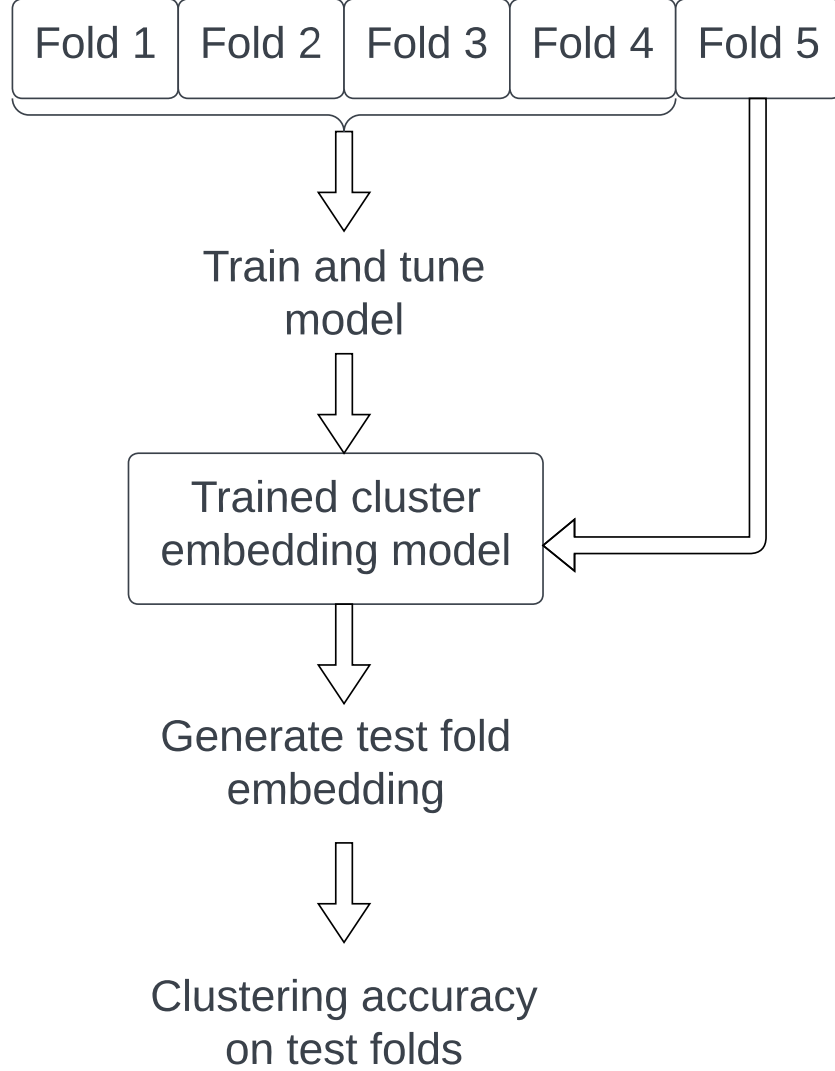 Fold 1 Fold 2 Fold 3 Fold 4 Fold 5
Train and tune
model
Trained cluster
embedding model
Generate test fold
embedding
Clustering accuracy
on test folds